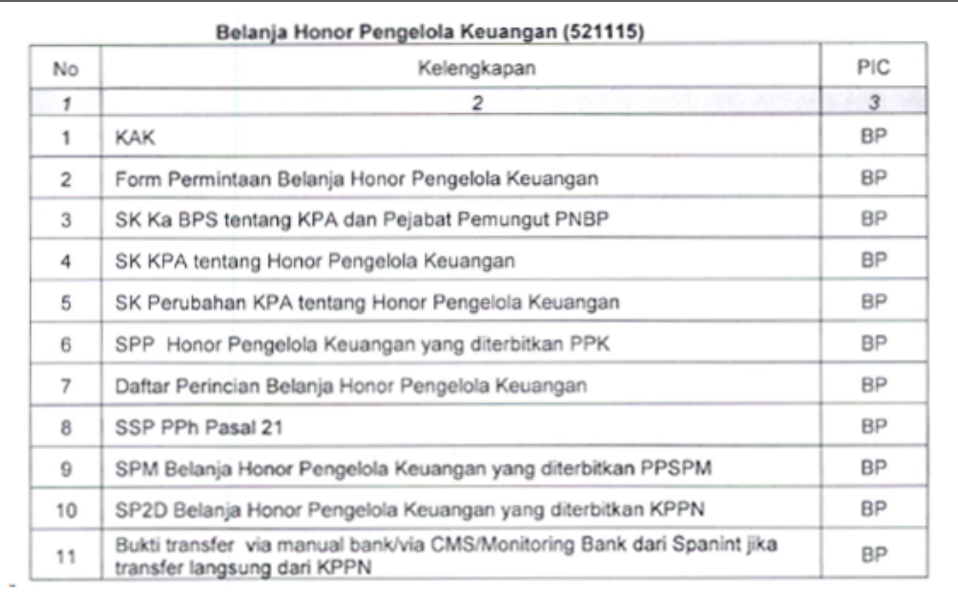 Belanja Honor Pengelola Keuangan (521115)
No Kelengkapan PIC
1 2 3
1 KAK BP
2 Form Permintaan Belanja Honor Pengelola Keuangan BP
3 SK Ka BPS tentang KPA dan Pejabat Pemungut PNBP BP
4 SK KPA tentang Honor Pengelola Keuangan BP
5 SK Perubahan KPA tentang Honor Pengelola Keuangan BP
6 SPP Honor Pengelola Keuangan yang diterbitkan PPK BP
7 Daftar Perincian Belanja Honor Pengelola Keuangan BP
8 SSP PPh Pasal 21 BP
9 SPM Belanja Honor Pengelola Keuangan yang diterbitkan PPSPM BP
10 SP2D Belanja Honor Pengelola Keuangan yang diterbitkan KPPN BP
11 Bukti transfer via manual bank/via CMS/Monitoring Bank dari Spanint jika BP
transfer langsung dari KPPN